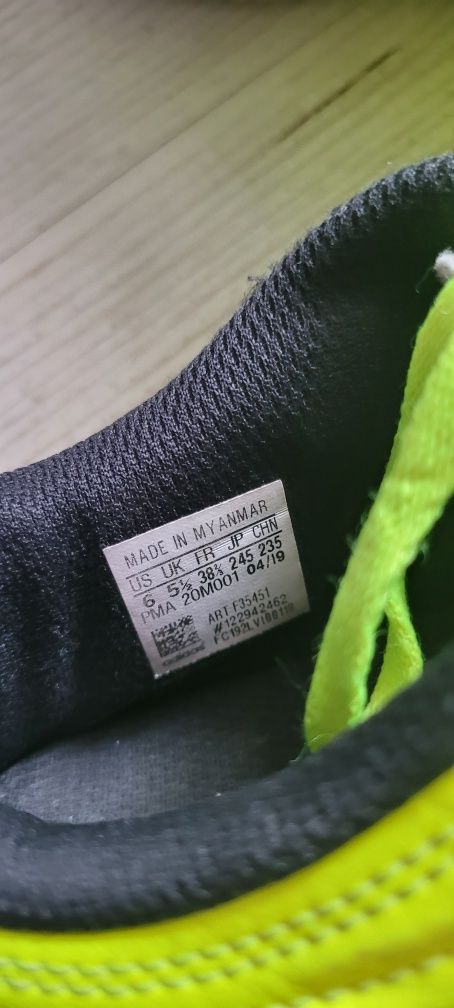 MADE IN MYANMAR
US UK FR JP CHN
6 5½ 38⅔ 245 235
PMA 20M001 04/19
ART F35451
#122942462
adidas